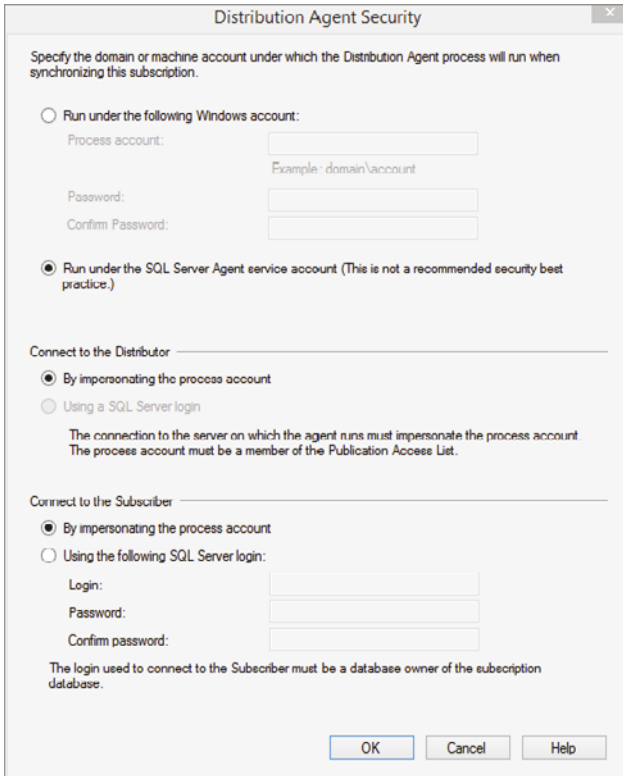 Distribution Agent Security
x
Specify the domain or machine account under which the Distribution Agent process will run when
synchronizing this subscription.
Run under the following Windows account:
Process account:
Example: domain\account
Password:
Confirm Password:
Run under the SQL Server Agent service account (This is not a recommended security best
practice.)
Connect to the Distributor
By impersonating the process account
Using a SQL Server login
The connection to the server on which the agent runs must impersonate the process account.
The process account must be a member of the Publication Access List.
Connect to the Subscriber
By impersonating the process account
Using the following SQL Server login:
Login:
Password:
Confirm password:
The login used to connect to the Subscriber must be a database owner of the subscription
database.
OK Cancel Help